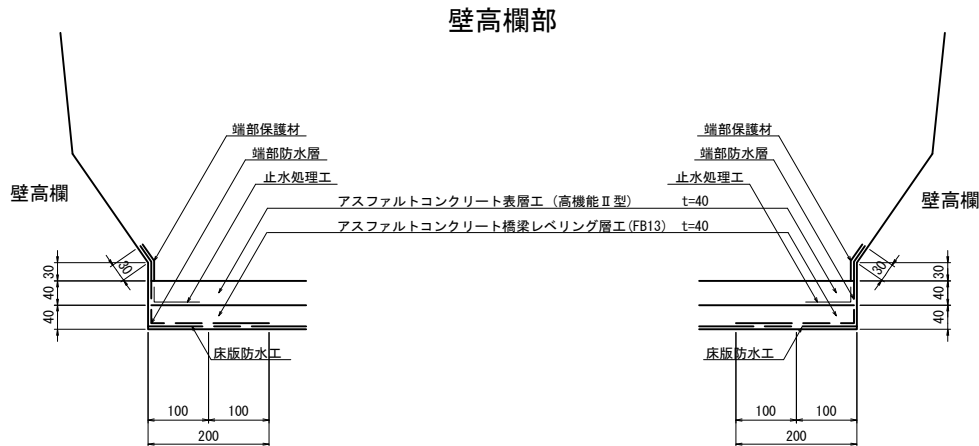 壁高欄部
端部保護材
端部保護材
端部防水層
端部防水層
止水処理工
止水処理工
壁高欄
壁高欄
アスファルトコンクリート表層工 (高機能Ⅱ型) t=40
アスファルトコンクリート橋梁レベリング層工(FB13) t=40
30
30
30
30
40
40
40
40
床版防水工
床版防水工
100 100
100 100
200
200